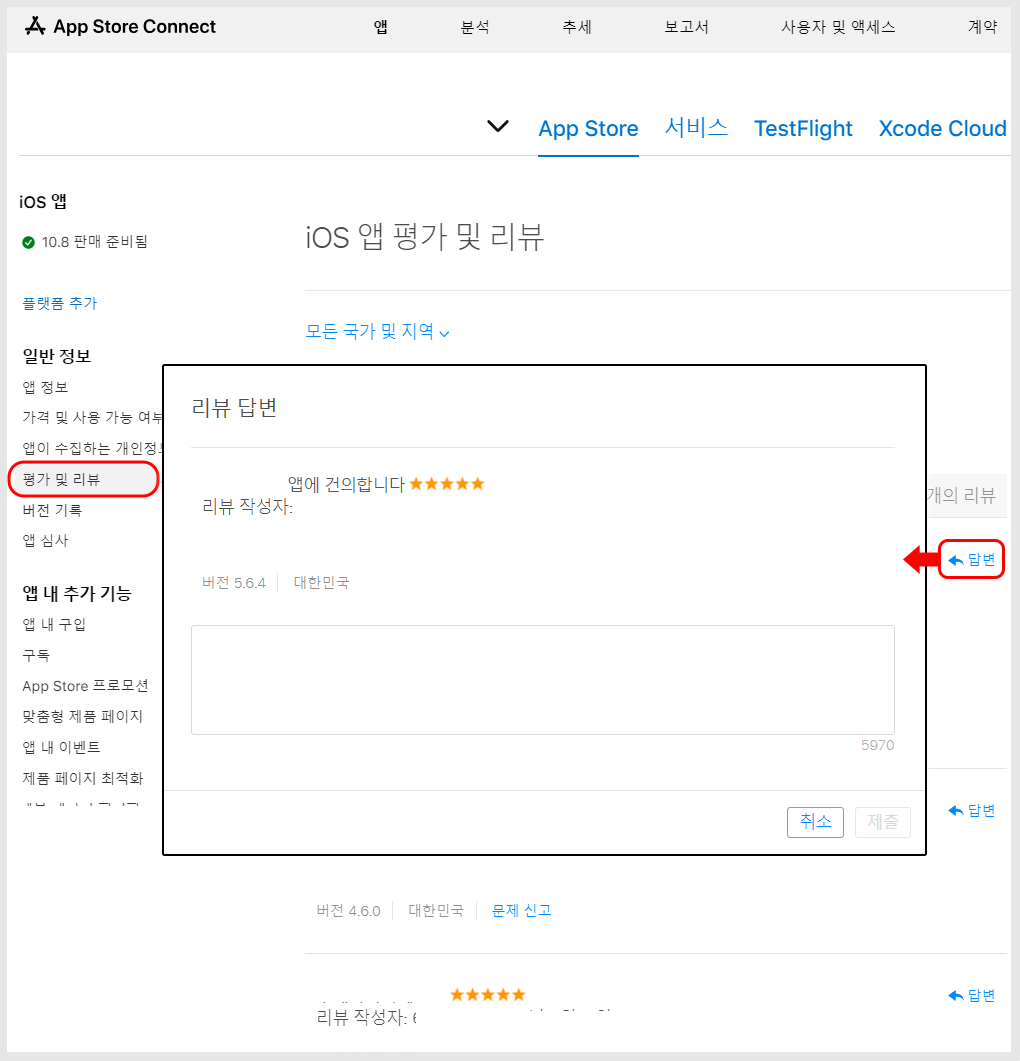 App Store Connect 앱 분석 추세 보고서 사용자 및 액세스 계약
App Store 서비스 TestFlight Xcode Cloud
iOS 앱
10.8 판매 준비됨
플랫폼 추가
일반 정보
앱 정보
가격 및 사용 가능 여부
앱이 수집하는 개인정보
평가 및 리뷰
버전 기록
앱 심사
앱 내 추가 기능
앱 내 구입
구독
App Store 프로모션
맞춤형 제품 페이지
앱 내 이벤트
제품 페이지 최적화
iOS 앱 평가 및 리뷰
모든 국가 및 지역
개의 리뷰
답변
리뷰 답변
앱에 건의합니다 ★★★★★
리뷰 작성자:
버전 5.6.4 대한민국
5970
취소 제출
답변
버전 4.6.0 대한민국 문제 신고
★★★★★
답변
리뷰 작성자: